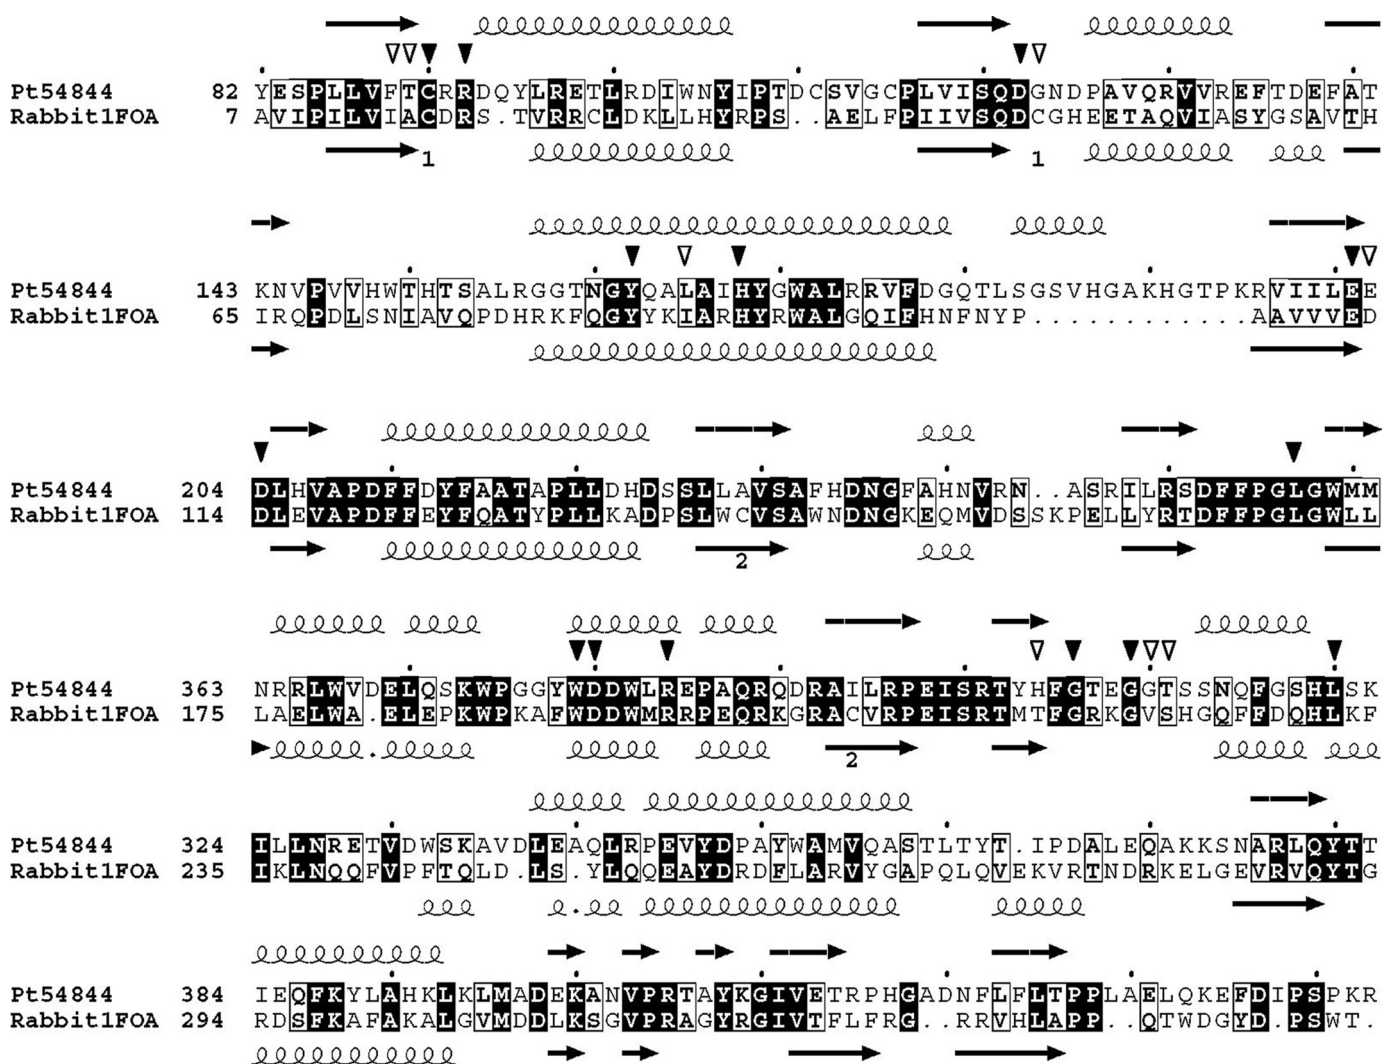 Pt54844 82 YESPLLVFTCRRDQYLRETLRDIWNYIPTDCSVGCPLVISQDGNDPAVQRVVREFTDEFAT
Rabbit1FOA 7 AVIPILVIACDRS.TVRRCLDKLLHYRPS..AELFPIIVSQDCGHEETAQVIASYGSAVTH
1 1
Pt54844 143 KNVPVVHWTHTSALRGGTNGYQALAIHYGWALRRVFDGQTLSGSVHGAKHGTPKRVIILEE
Rabbit1FOA 65 IRQPDLSNIAVQPDHRKFQGYYKIARHYRWALGQIFHNFNYP............AAVVVED
Pt54844 204 DLHVAPDFFDYFAATAPLLDHDSSLLAVSAFHDNGFAHNVRN..ASRILRSDFFPGLGWMM
Rabbit1FOA 114 DLEVAPDFFEYFQATYPLLKADPSLWCVSAWNDNGKEQMVDSSKPELLYRTDFFPGLGWLL
2
Pt54844 363 NRRLWVDELQSKWPGGYWDDWLREPAQRQDRAILRPEISRTYHFGTEGGTSSNQFGSHLSK
Rabbit1FOA 175 LAELWA.ELEPKWPKAFWDDWMRRPEQRKGRACVRPEISRTMTFGRKGVSHGQFFDQHLKF
2
Pt54844 324 ILLNRETVDWSKAVDLEAQLRPEVYDPAYWAMVQASTLTYT.IPDALEQAKKSNARLQYTT
Rabbit1FOA 235 IKLNQQFVPFTQLD.LS.YLQQEAYDRDFLARVYGAPQLQVEKVRTNDRKELGEVRVQYTG
Pt54844 384 IEQFKYLAHKLKLMADEKANVPRTAYKGIVETRPHGADNFLFLTPPLAELQKEFDIPSPKR
Rabbit1FOA 294 RDSFKAFAKALGVMDDLKSGVPRAGYRGIVTFLFRG..RRVHLAPP..QTWDGYD.PSWT.